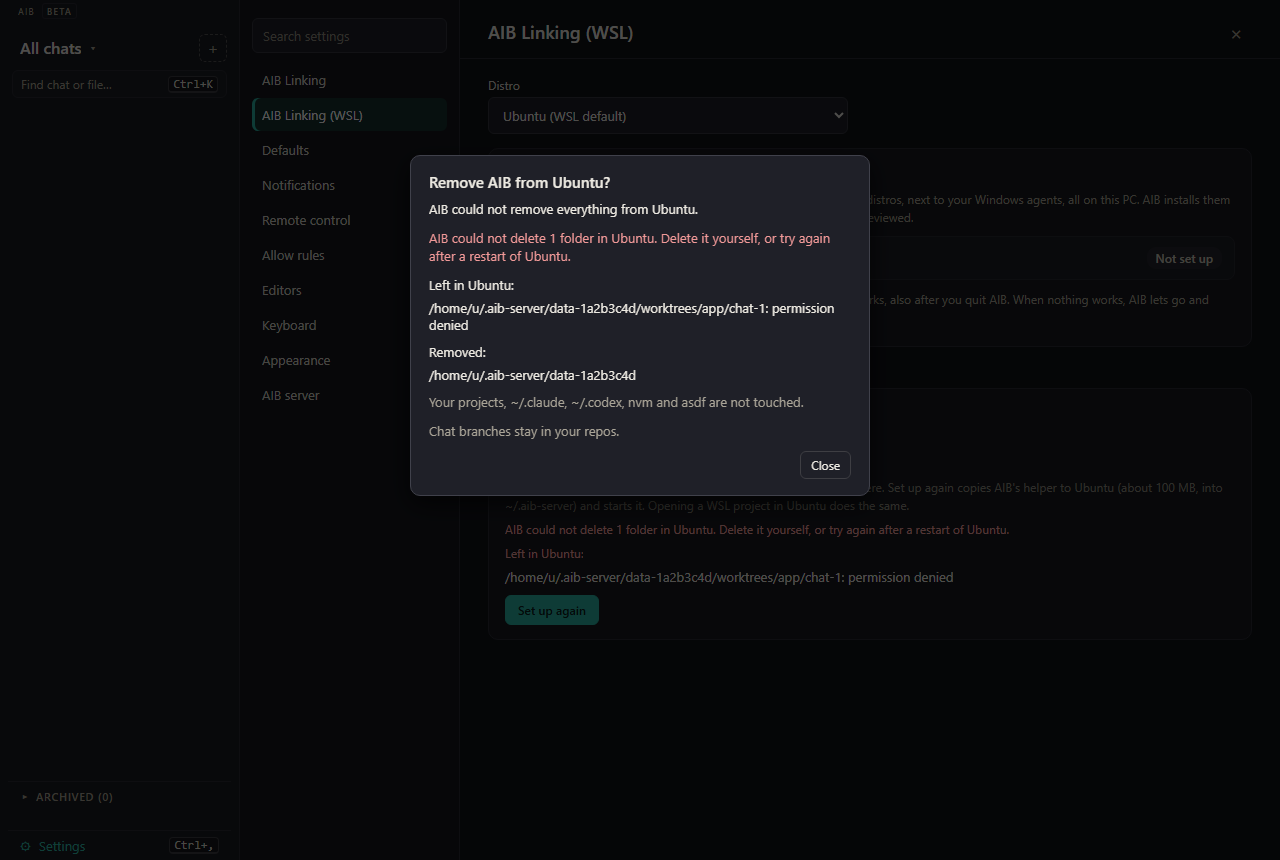 AIB BETA
All chats
+
Find chat or file... Ctrl+K
ARCHIVED (0)
Settings Ctrl+,
Search settings
AIB Linking
AIB Linking (WSL)
Defaults
Notifications
Remote control
Allow rules
Editors
Keyboard
Appearance
AIB server
AIB Linking (WSL)
Distro
Ubuntu (WSL default)
distros, next to your Windows agents, all on this PC. AIB installs them
Not set up
also after you quit AIB. When nothing works, AIB lets go and
Remove AIB from Ubuntu?
AIB could not remove everything from Ubuntu.
AIB could not delete 1 folder in Ubuntu. Delete it yourself, or try again
after a restart of Ubuntu.
Left in Ubuntu:
/home/u/.aib-server/data-1a2b3c4d/worktrees/app/chat-1: permission
denied
Removed:
/home/u/.aib-server/data-1a2b3c4d
Your projects, ~/.claude, ~/.codex, nvm and asdf are not touched.
Chat branches stay in your repos.
Close
Set up again copies AIB's helper to Ubuntu (about 100 MB, into
~/.aib-server) and starts it. Opening a WSL project in Ubuntu does the same.
AIB could not delete 1 folder in Ubuntu. Delete it yourself, or try again after a restart of Ubuntu.
Left in Ubuntu:
/home/u/.aib-server/data-1a2b3c4d/worktrees/app/chat-1: permission denied
Set up again